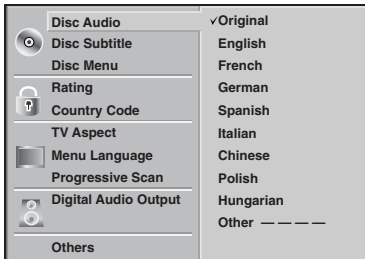 Disc Audio
Disc Subtitle
Disc Menu
Rating
Country Code
TV Aspect
Menu Language
Progressive Scan
Digital Audio Output
Others
✓Original
English
French
German
Spanish
Italian
Chinese
Polish
Hungarian
Other — — — —